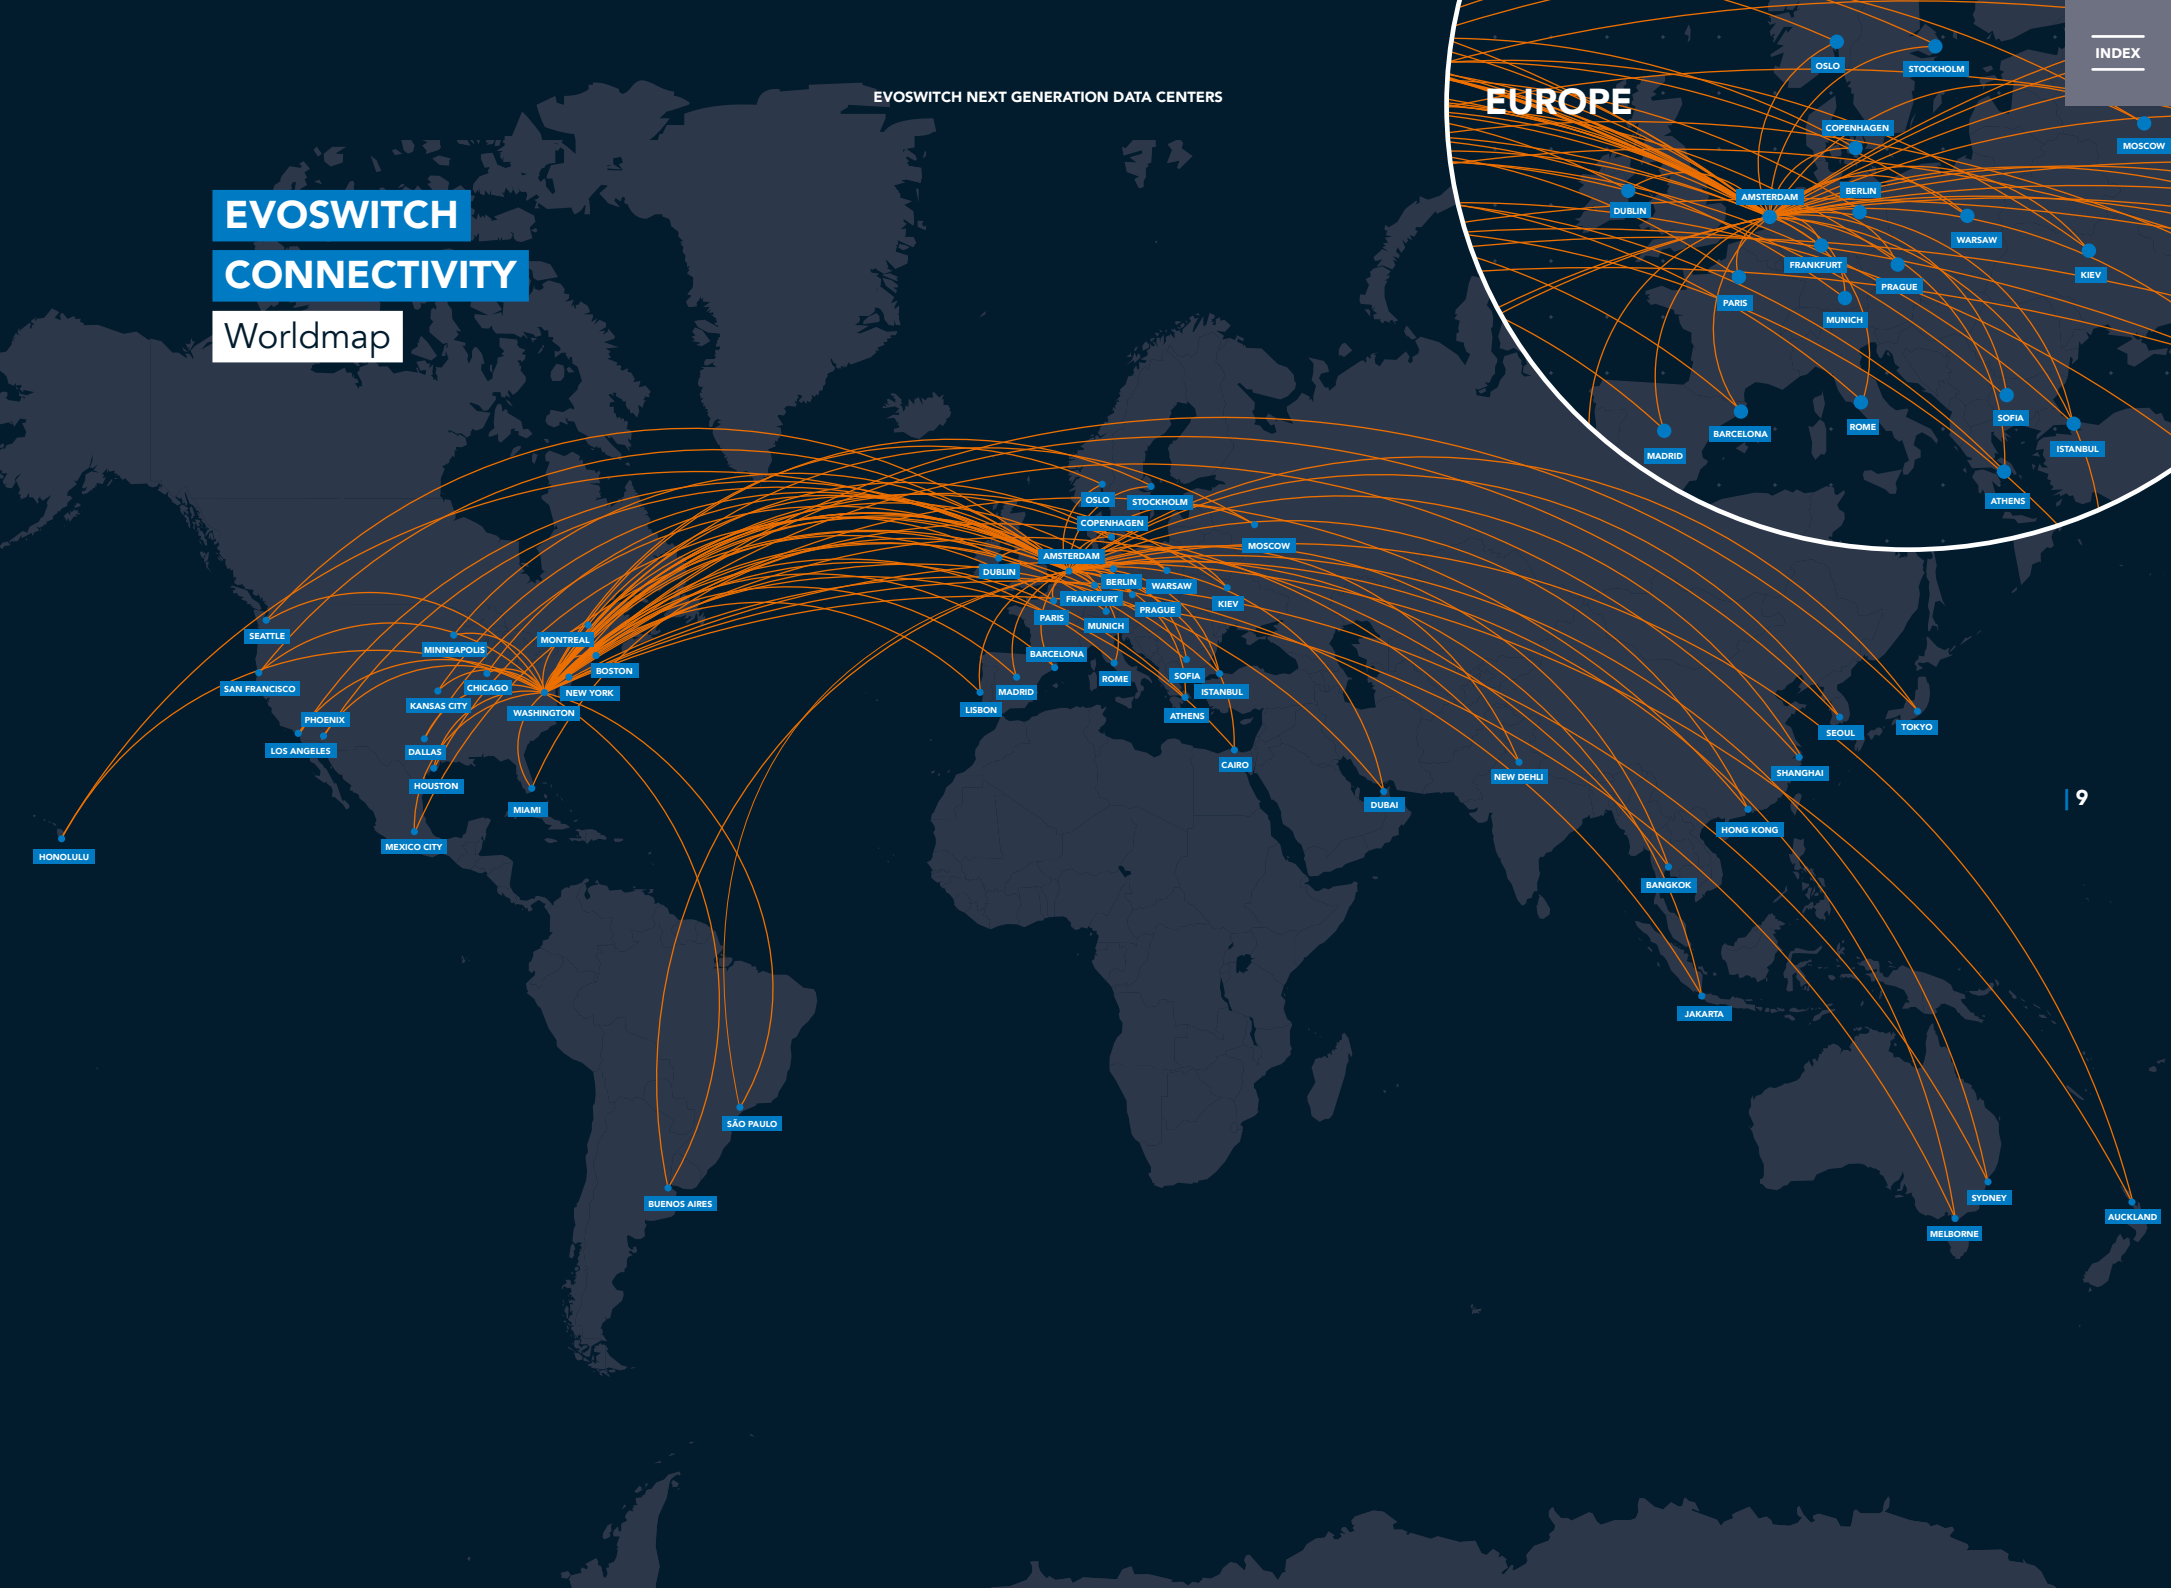 EVOSWITCH NEXT GENERATION DATA CENTERS
INDEX
EVOSWITCH
CONNECTIVITY
Worldmap
EUROPE
OSLO
STOCKHOLM
COPENHAGEN
MOSCOW
BERLIN
AMSTERDAM
DUBLIN
WARSAW
FRANKFURT
KIEV
PRAGUE
PARIS
MUNICH
SOFIA
ROME
BARCELONA
ISTANBUL
MADRID
ATHENS
OSLO
STOCKHOLM
COPENHAGEN
MOSCOW
AMSTERDAM
DUBLIN
BERLIN
WARSAW
FRANKFURT
KIEV
PRAGUE
PARIS
MUNICH
BARCELONA
ROME
SOFIA
MADRID
ISTANBUL
LISBON
ATHENS
CAIRO
DUBAI
SEATTLE
MONTREAL
MINNEAPOLIS
BOSTON
SAN FRANCISCO
CHICAGO
NEW YORK
KANSAS CITY
WASHINGTON
PHOENIX
LOS ANGELES
DALLAS
HOUSTON
MIAMI
MEXICO CITY
HONOLULU
SÃO PAULO
BUENOS AIRES
TOKYO
SEOUL
SHANGHAI
NEW DEHLI
HONG KONG
BANGKOK
JAKARTA
SYDNEY
AUCKLAND
MELBORNE
| 9